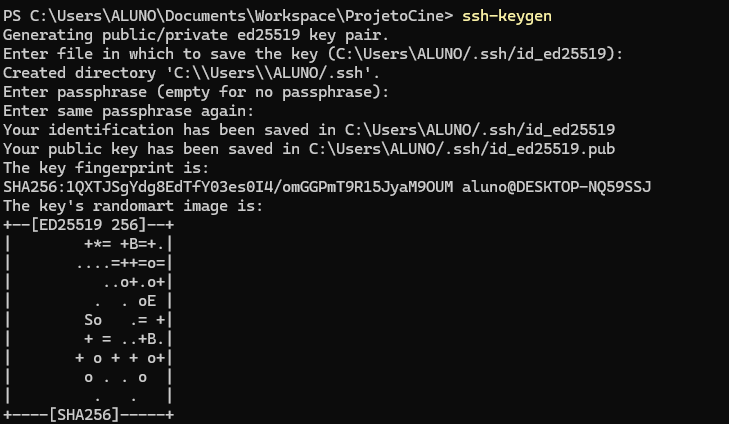 PS C:\Users\ALUNO\Documents\Workspace\ProjetoCine> ssh-keygen
Generating public/private ed25519 key pair.
Enter file in which to save the key (C:\Users\ALUNO/.ssh/id_ed25519):
Created directory 'C:\\Users\\ALUNO/.ssh'.
Enter passphrase (empty for no passphrase):
Enter same passphrase again:
Your identification has been saved in C:\Users\ALUNO/.ssh/id_ed25519
Your public key has been saved in C:\Users\ALUNO/.ssh/id_ed25519.pub
The key fingerprint is:
SHA256:1QXTJSgYdg8EdTfY03es0I4/omGGPmT9R15JyaM9OUM aluno@DESKTOP-NQ59SSJ
The key's randomart image is:
+--[ED25519 256]--+
|        +*= +B=+.|
|       ....=++=o=|
|          ..o+.o+|
|         .  . oE |
|        So   .= +|
|        + = ..+B.|
|       + o + + o+|
|        o . . o  |
|         .   .   |
+----[SHA256]-----+